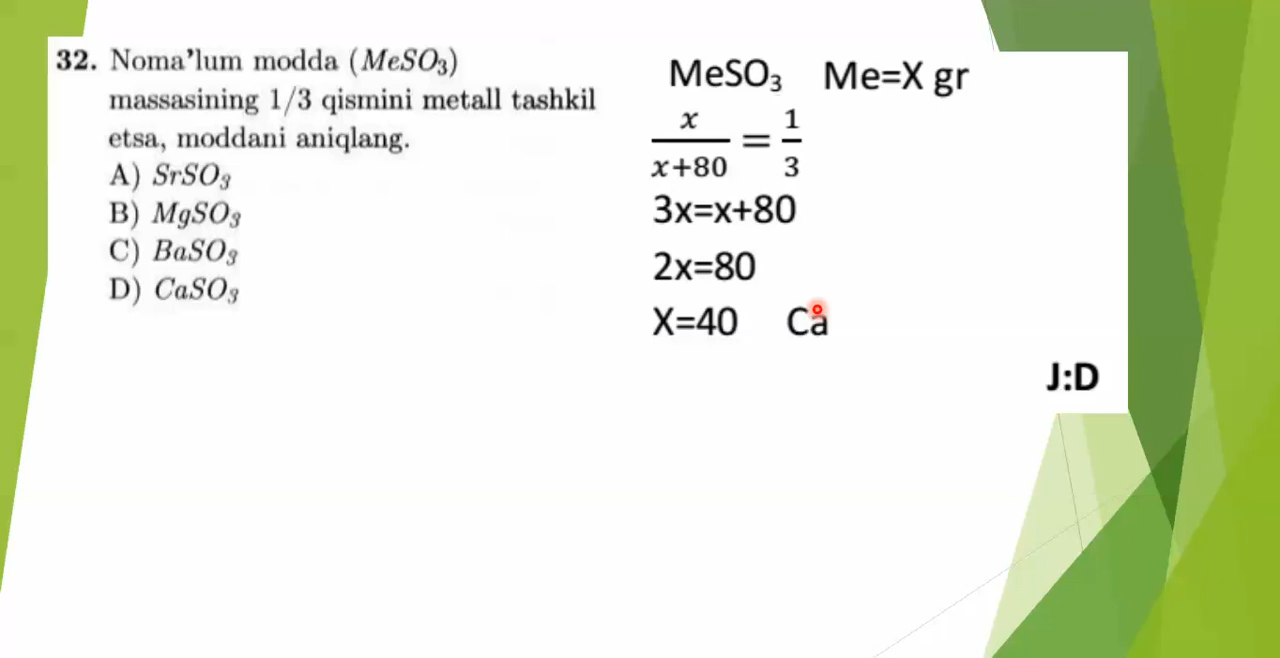 32. Noma’lum modda (MeSO₃)
massasining 1/3 qismini metall tashkil
etsa, moddani aniqlang.
A) SrSO₃
B) MgSO₃
C) BaSO₃
D) CaSO₃
MeSO₃ Me=X gr
x/x+80 = 1/3
3x=x+80
2x=80
X=40 Ca
J:D